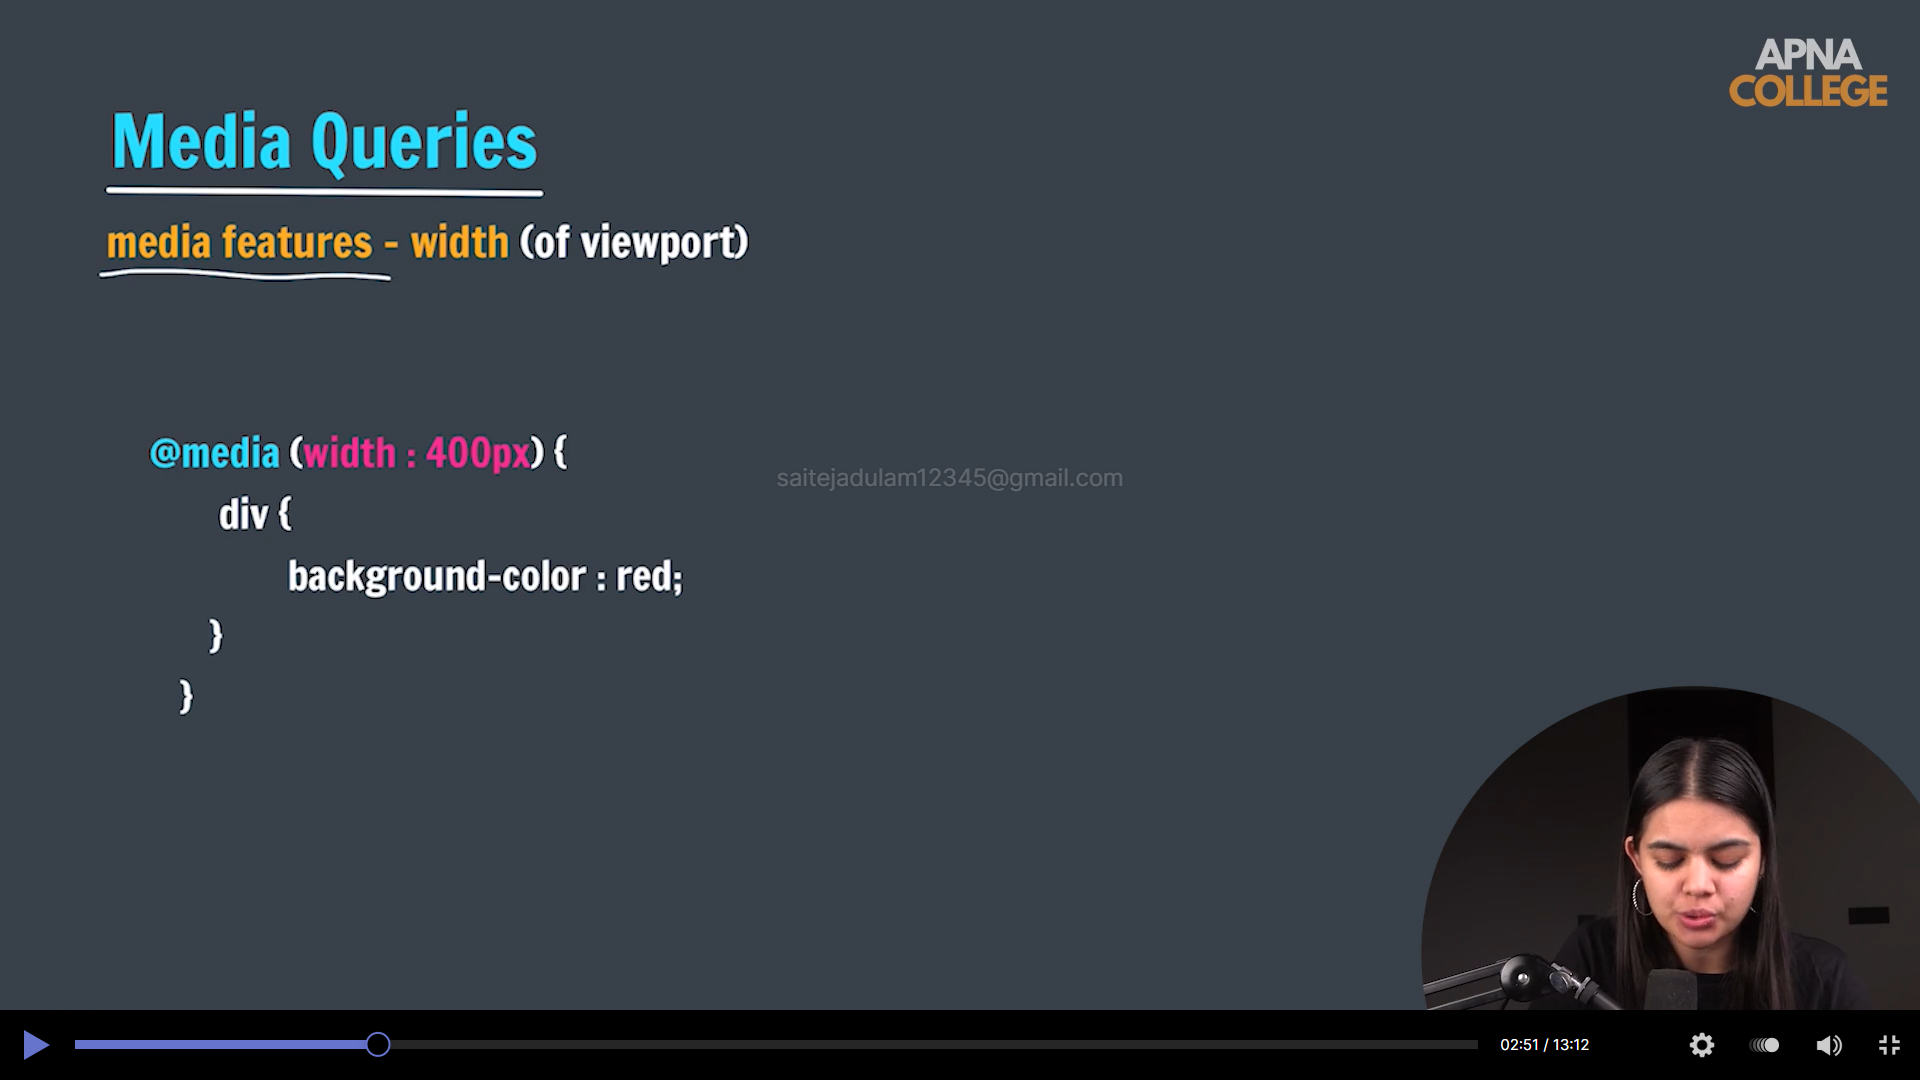 APNA
COLLEGE
Media Queries
media features - width (of viewport)
@media (width : 400px) {
saitejadulam12345@gmail.com
div {
background-color : red;
}
}
02:51 / 13:12